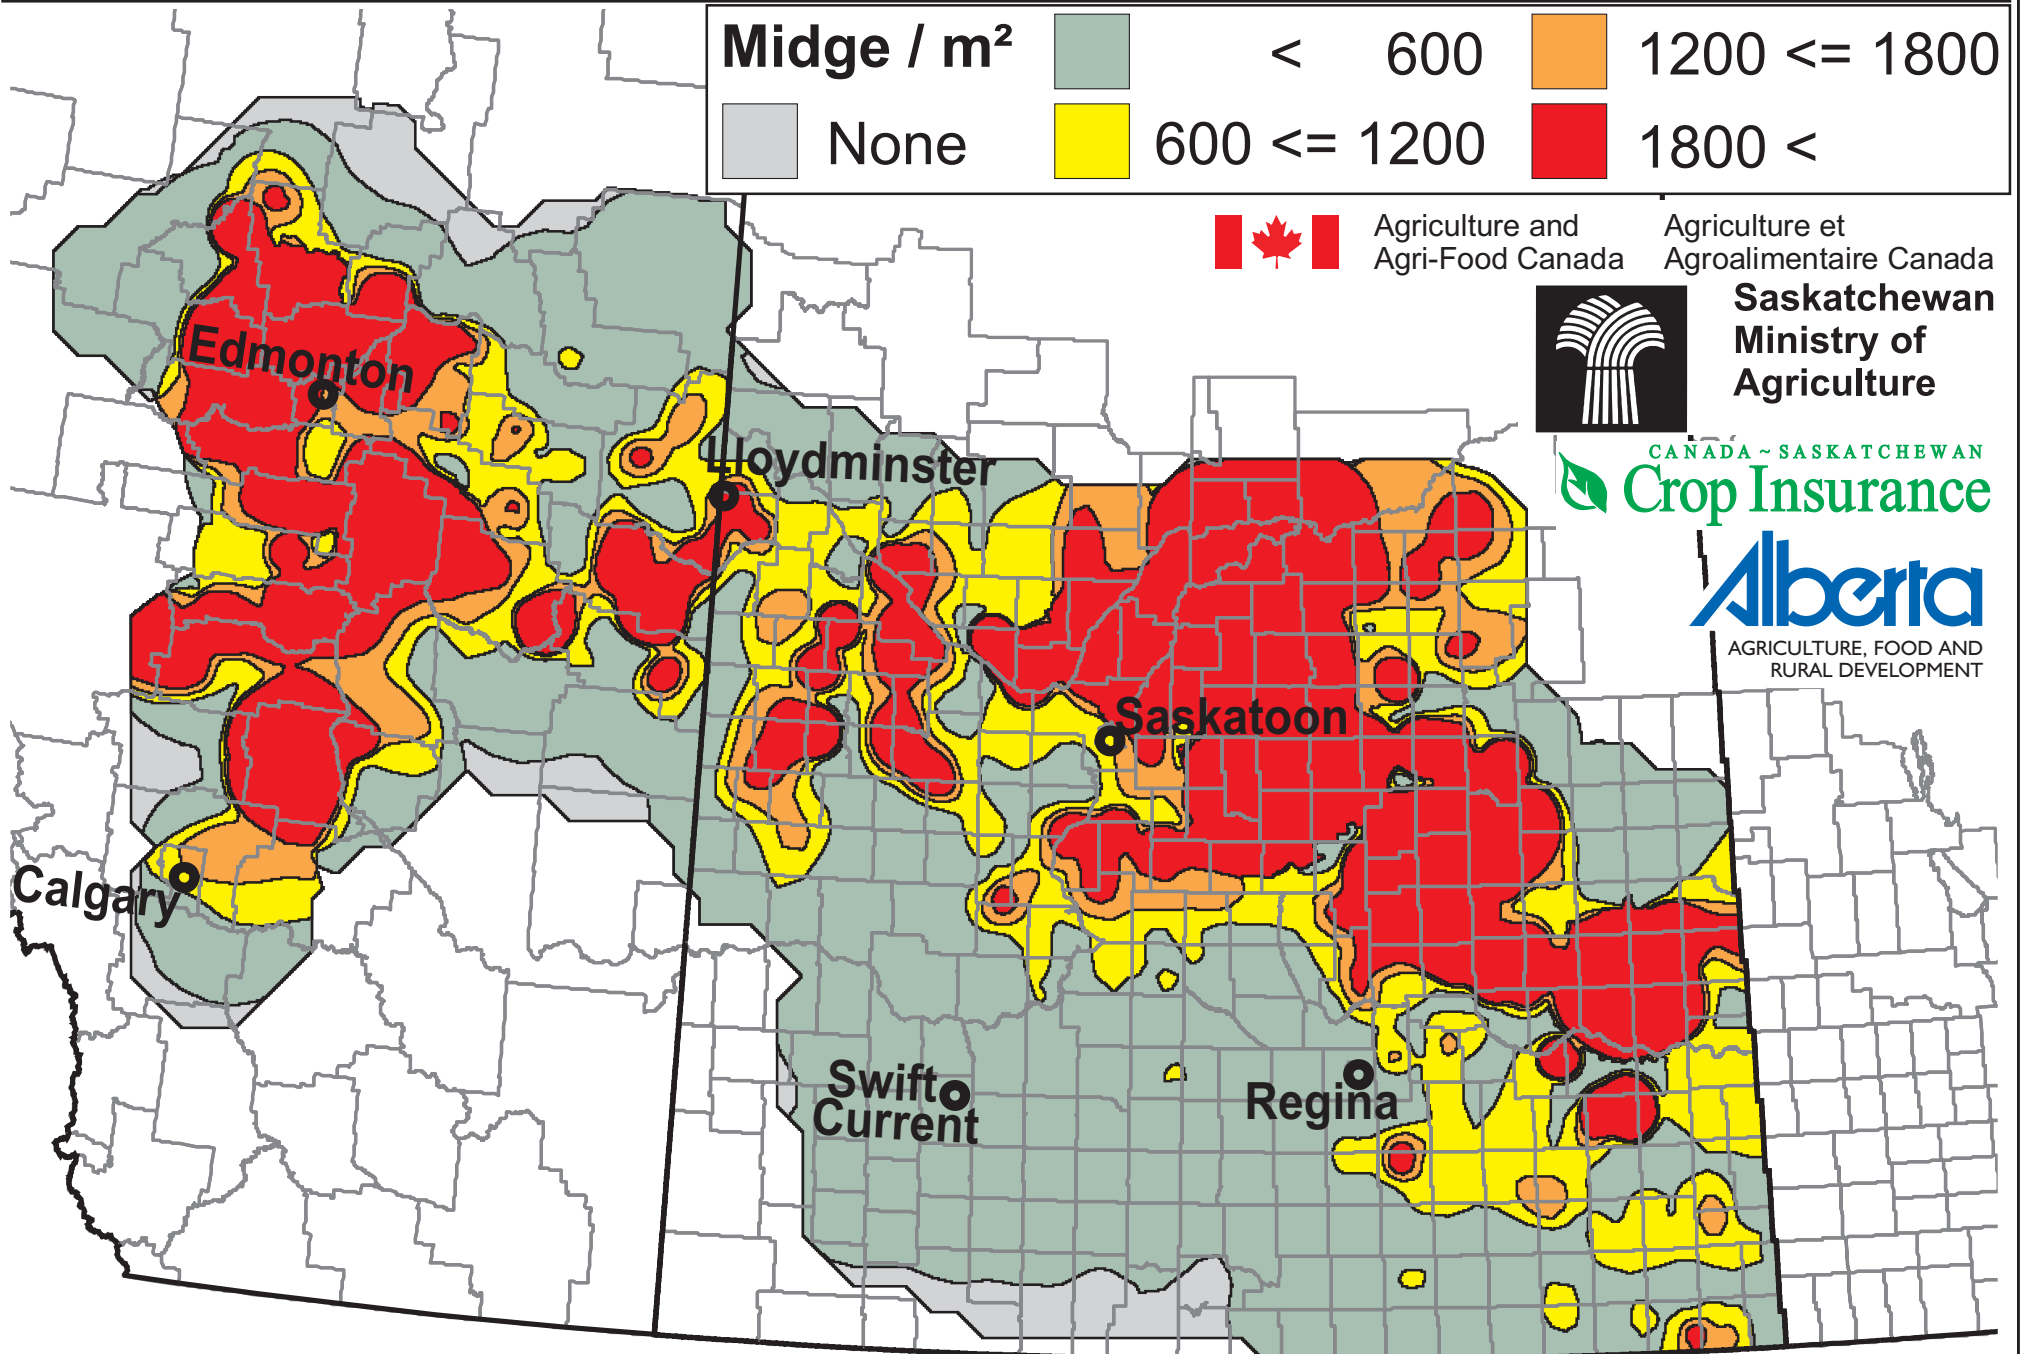 Midge / m²
< 600
1200 <= 1800
None
600 <= 1200
1800 <
Agriculture and
Agri-Food Canada
Agriculture et
Agroalimentaire Canada
Saskatchewan
Ministry of
Agriculture
CANADA ~ SASKATCHEWAN
Crop Insurance
Alberta
AGRICULTURE, FOOD AND
RURAL DEVELOPMENT
Edmonton
Lloydminster
Saskatoon
Calgary
Swift
Current
Regina